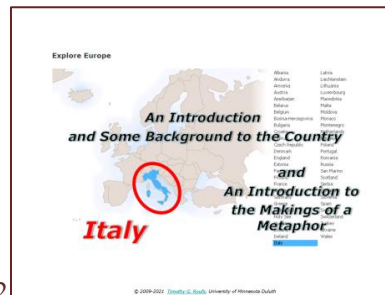 Explore Europe
An Introduction
and Some Background to the Country
and
An Introduction to
the Makings of a
Metaphor
Italy
Albania Latvia
Andorra Liechtenstein
Armenia Lithuania
Austria Luxembourg
Azerbaijan Macedonia
Belarus Malta
Belgium Moldova
Bosnia-Herzegovina Monaco
Bulgaria Montenegro
Czech Republic Poland
Denmark Portugal
England Romania
Estonia Russia
San Marino
Scotland
Serbia
Ireland Wales
Italy
© 2009-2021 Timothy G. Roufs, University of Minnesota Duluth
2